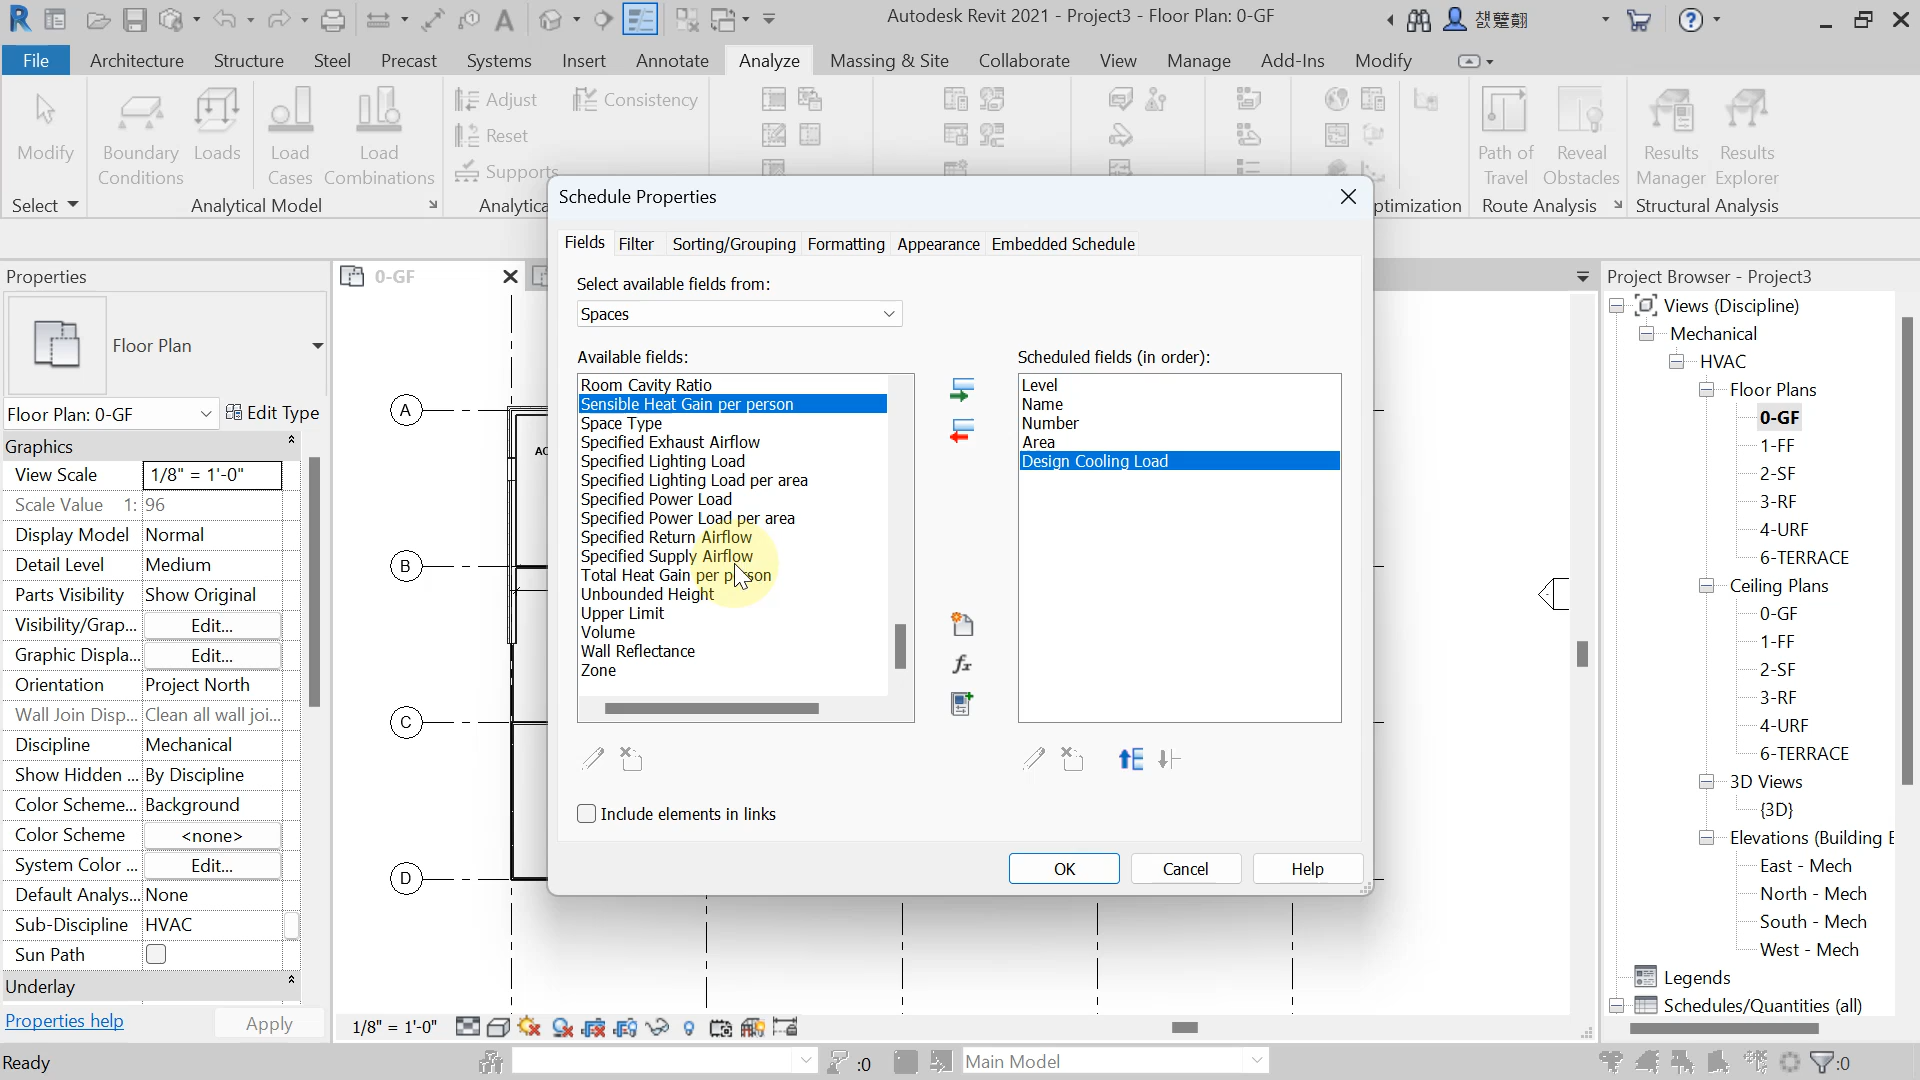 Autodesk Revit 2021 - Project3 - Floor Plan: 0-GF
File Architecture Structure Steel Precast Systems Insert Annotate Analyze Massing & Site Collaborate View Manage Add-Ins Modify
Modify
Boundary Conditions
Loads
Load Cases
Load Combinations
Adjust
Reset
Supports
Consistency
Path of Travel
Reveal Obstacles
Results Manager
Results Explorer
Select
Analytical Model
Analytica
ptimization
Route Analysis
Structural Analysis
Properties
Floor Plan
Floor Plan: 0-GF
Edit Type
Graphics
View Scale 1/8" = 1'-0"
Scale Value 1: 96
Display Model Normal
Detail Level Medium
Parts Visibility Show Original
Visibility/Grap... Edit...
Graphic Displa... Edit...
Orientation Project North
Wall Join Disp... Clean all wall joi...
Discipline Mechanical
Show Hidden ... By Discipline
Color Scheme... Background
Color Scheme <none>
System Color ... Edit...
Default Analys... None
Sub-Discipline HVAC
Sun Path
Underlay
Properties help
Apply
0-GF
A
B
C
D
AC
Schedule Properties
Fields Filter Sorting/Grouping Formatting Appearance Embedded Schedule
Select available fields from:
Spaces
Available fields:
Room Cavity Ratio
Sensible Heat Gain per person
Space Type
Specified Exhaust Airflow
Specified Lighting Load
Specified Lighting Load per area
Specified Power Load
Specified Power Load per area
Specified Return Airflow
Specified Supply Airflow
Total Heat Gain per person
Unbounded Height
Upper Limit
Volume
Wall Reflectance
Zone
fx
Scheduled fields (in order):
Level
Name
Number
Area
Design Cooling Load
Include elements in links
OK
Cancel
Help
Project Browser - Project3
Views (Discipline)
Mechanical
HVAC
Floor Plans
0-GF
1-FF
2-SF
3-RF
4-URF
6-TERRACE
Ceiling Plans
0-GF
1-FF
2-SF
3-RF
4-URF
6-TERRACE
3D Views
{3D}
Elevations (Building E
East - Mech
North - Mech
South - Mech
West - Mech
Legends
Schedules/Quantities (all)
1/8" = 1'-0"
Ready
:0
Main Model
:0